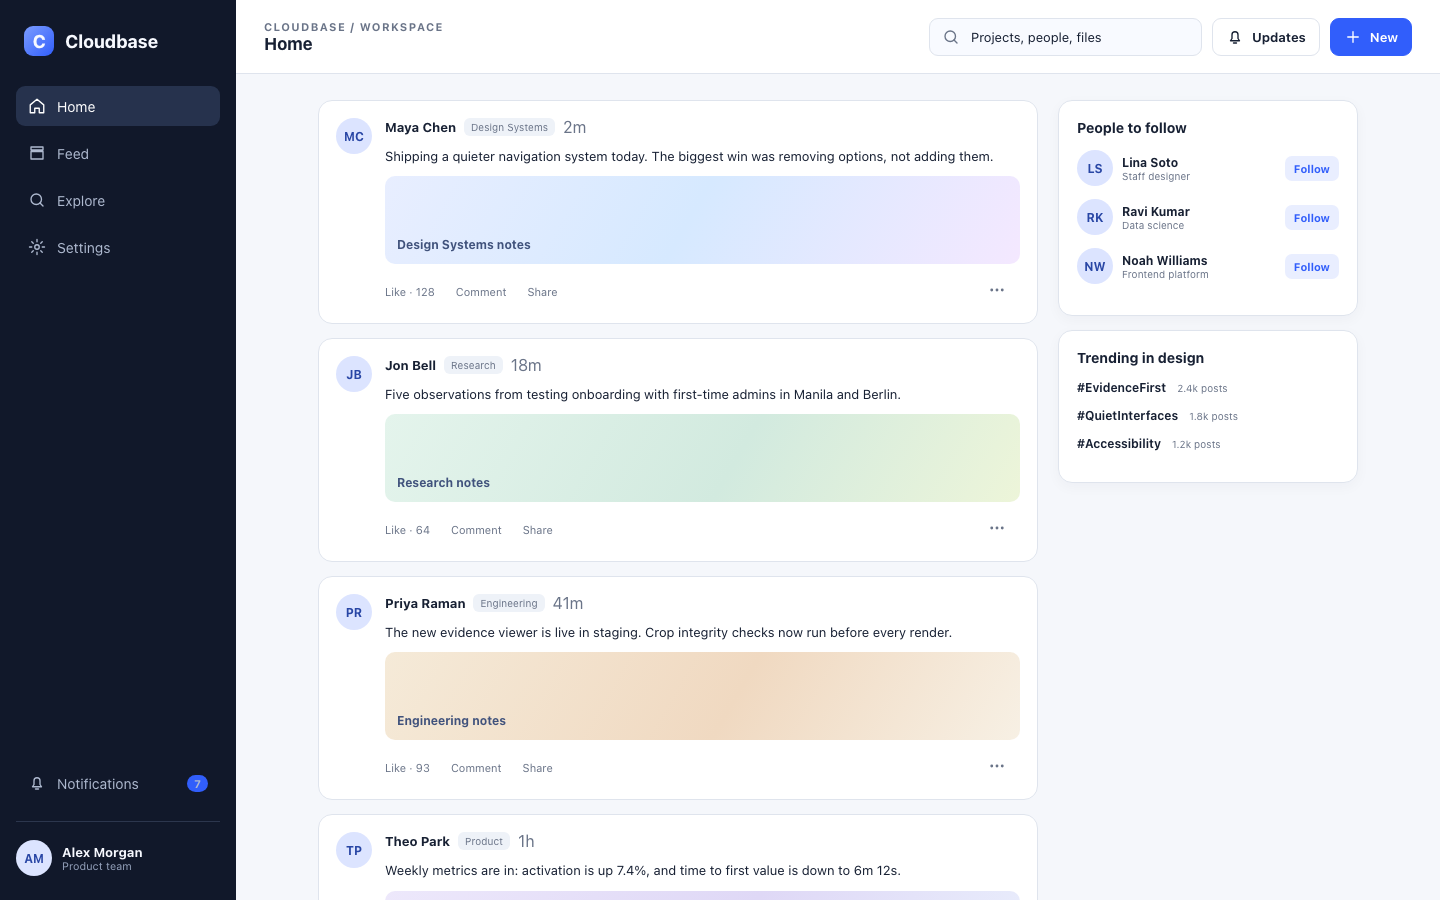 C Cloudbase
Home
Feed
Explore
Settings
Notifications 7
AM Alex Morgan
Product team
CLOUDBASE / WORKSPACE
Home
Projects, people, files
Updates
New
MC Maya Chen Design Systems 2m
Shipping a quieter navigation system today. The biggest win was removing options, not adding them.
Design Systems notes
Like · 128 Comment Share
JB Jon Bell Research 18m
Five observations from testing onboarding with first-time admins in Manila and Berlin.
Research notes
Like · 64 Comment Share
PR Priya Raman Engineering 41m
The new evidence viewer is live in staging. Crop integrity checks now run before every render.
Engineering notes
Like · 93 Comment Share
TP Theo Park Product 1h
Weekly metrics are in: activation is up 7.4%, and time to first value is down to 6m 12s.
People to follow
LS Lina Soto Follow
Staff designer
RK Ravi Kumar Follow
Data science
NW Noah Williams Follow
Frontend platform
Trending in design
#EvidenceFirst 2.4k posts
#QuietInterfaces 1.8k posts
#Accessibility 1.2k posts